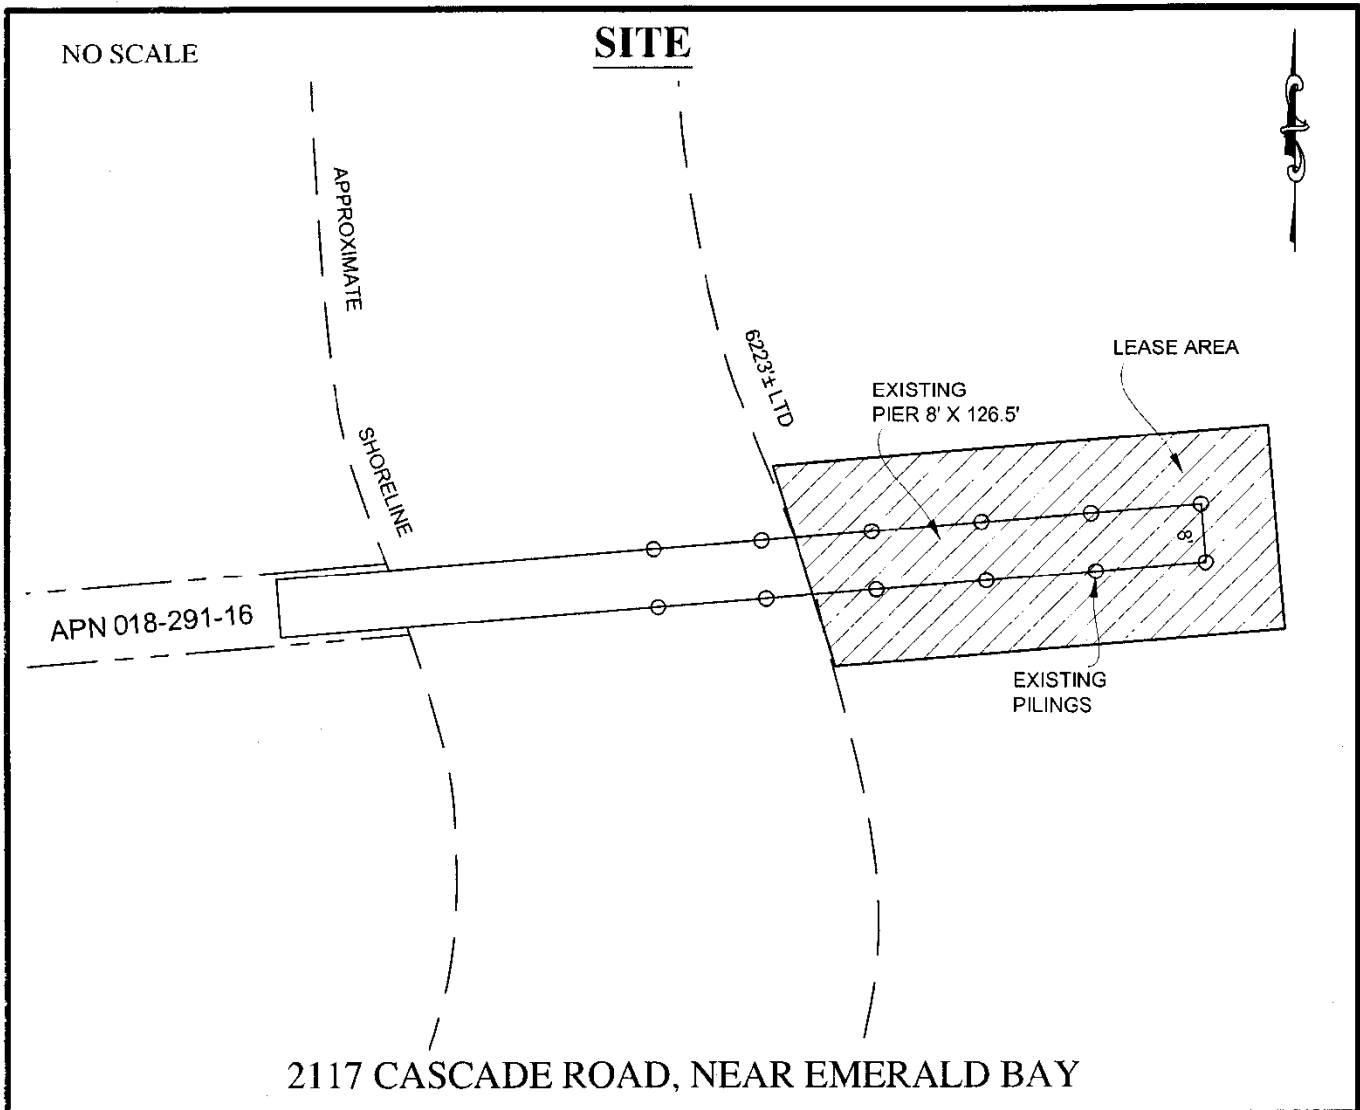 NO SCALE
SITE
APPROXIMATE
SHORELINE
6223'± LTD
LEASE AREA
EXISTING
PIER 8' X 126.5'
8'
APN 018-291-16
EXISTING
PILINGS
2117 CASCADE ROAD, NEAR EMERALD BAY